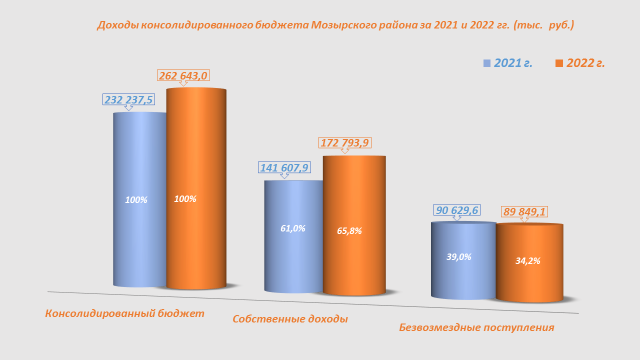 Доходы консолидированного бюджета Мозырского района за 2021 и 2022 гг. (тыс. руб.)
2021 г. 2022 г.
262 643,0
232 237,5
172 793,9
141 607,9
90 629,6 89 849,1
100% 100%
61,0% 65,8%
39,0% 34,2%
Консолидированный бюджет
Собственные доходы
Безвозмездные поступления